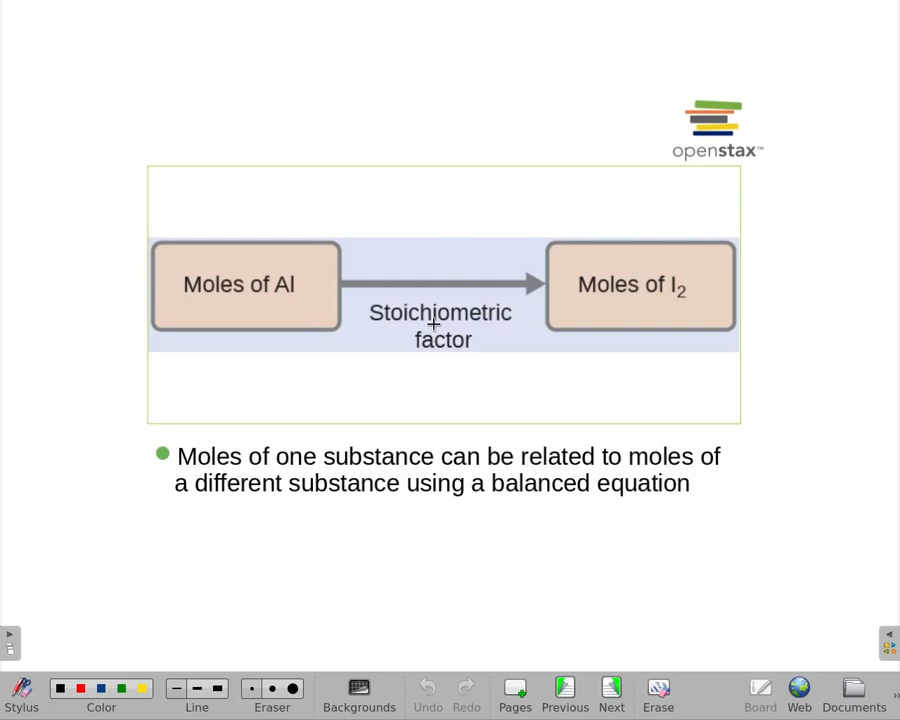 openstax™
Moles of Al
Moles of I₂
Stoichiometric
factor
Moles of one substance can be related to moles of
a different substance using a balanced equation
Stylus
Color
Line
Eraser
Backgrounds
Undo
Redo
Pages
Previous
Next
Erase
Board
Web
Documents